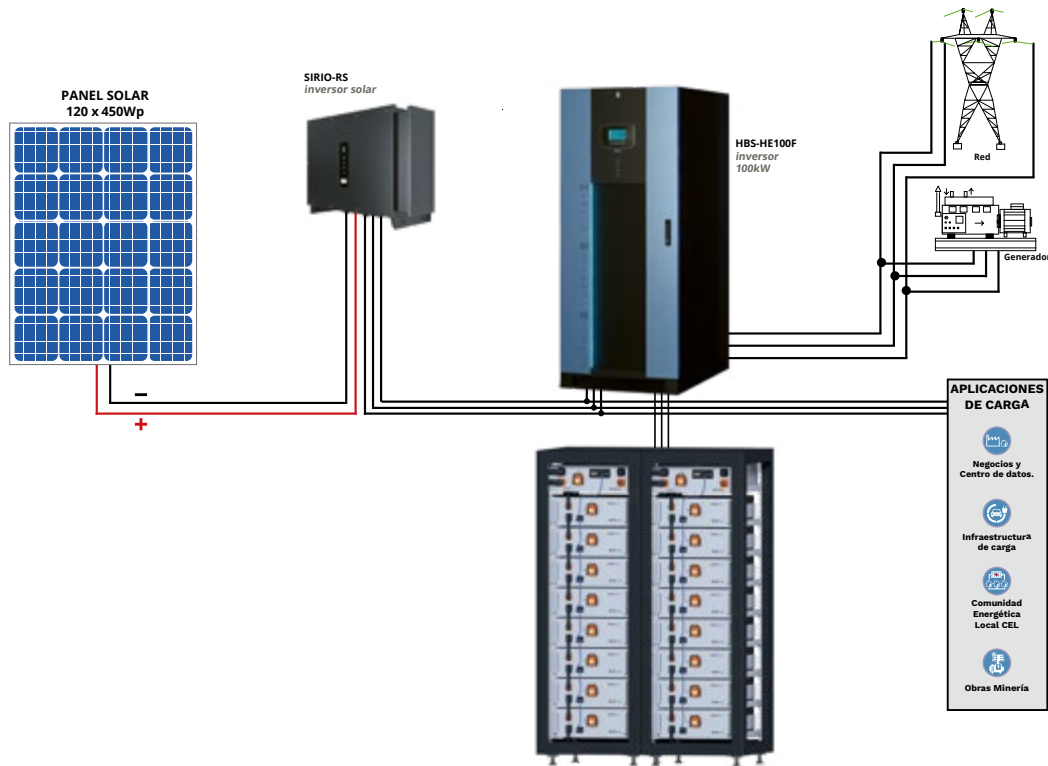 PANEL SOLAR
120 x 450Wp
SIRIO-RS
inversor solar
HBS-HE100F
inversor
100kW
Red
Generador
−
+
APLICACIONES
DE CARGA
Negocios y
Centro de datos.
Infraestructura
de carga
Comunidad
Energética
Local CEL
Obras Minería